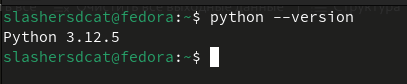 slashersdcat@fedora:~$ python --version
Python 3.12.5
slashersdcat@fedora:~$